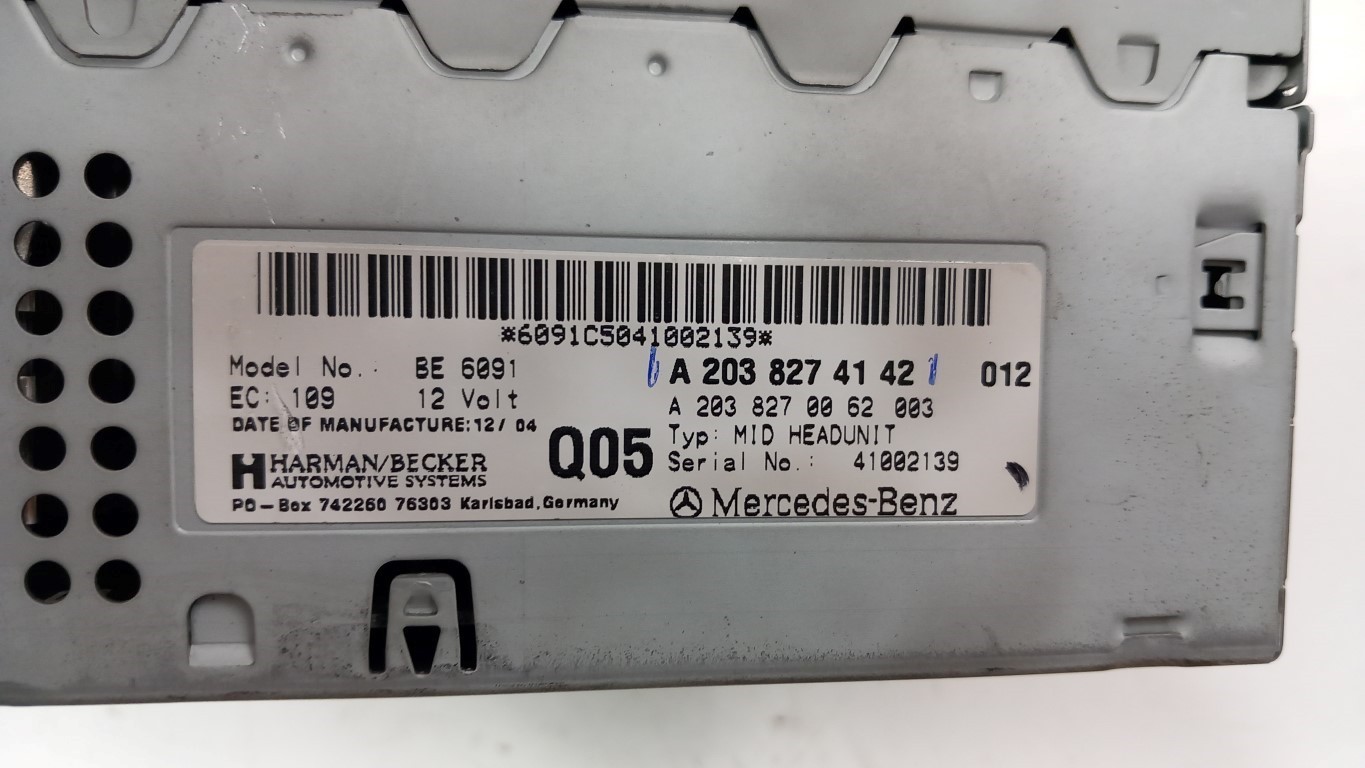 *6091C5041002139*
Model No.: BE 6091
EC: 109 12 Volt
DATE OF MANUFACTURE:12/ 04
HARMAN/BECKER
AUTOMOTIVE SYSTEMS
PO-Box 742260 76303 Karlsbad,Germany
Q05
A 203 827 41 42 012
A 203 827 00 62 003
Typ: MID HEADUNIT
Serial No.: 41002139
Mercedes-Benz